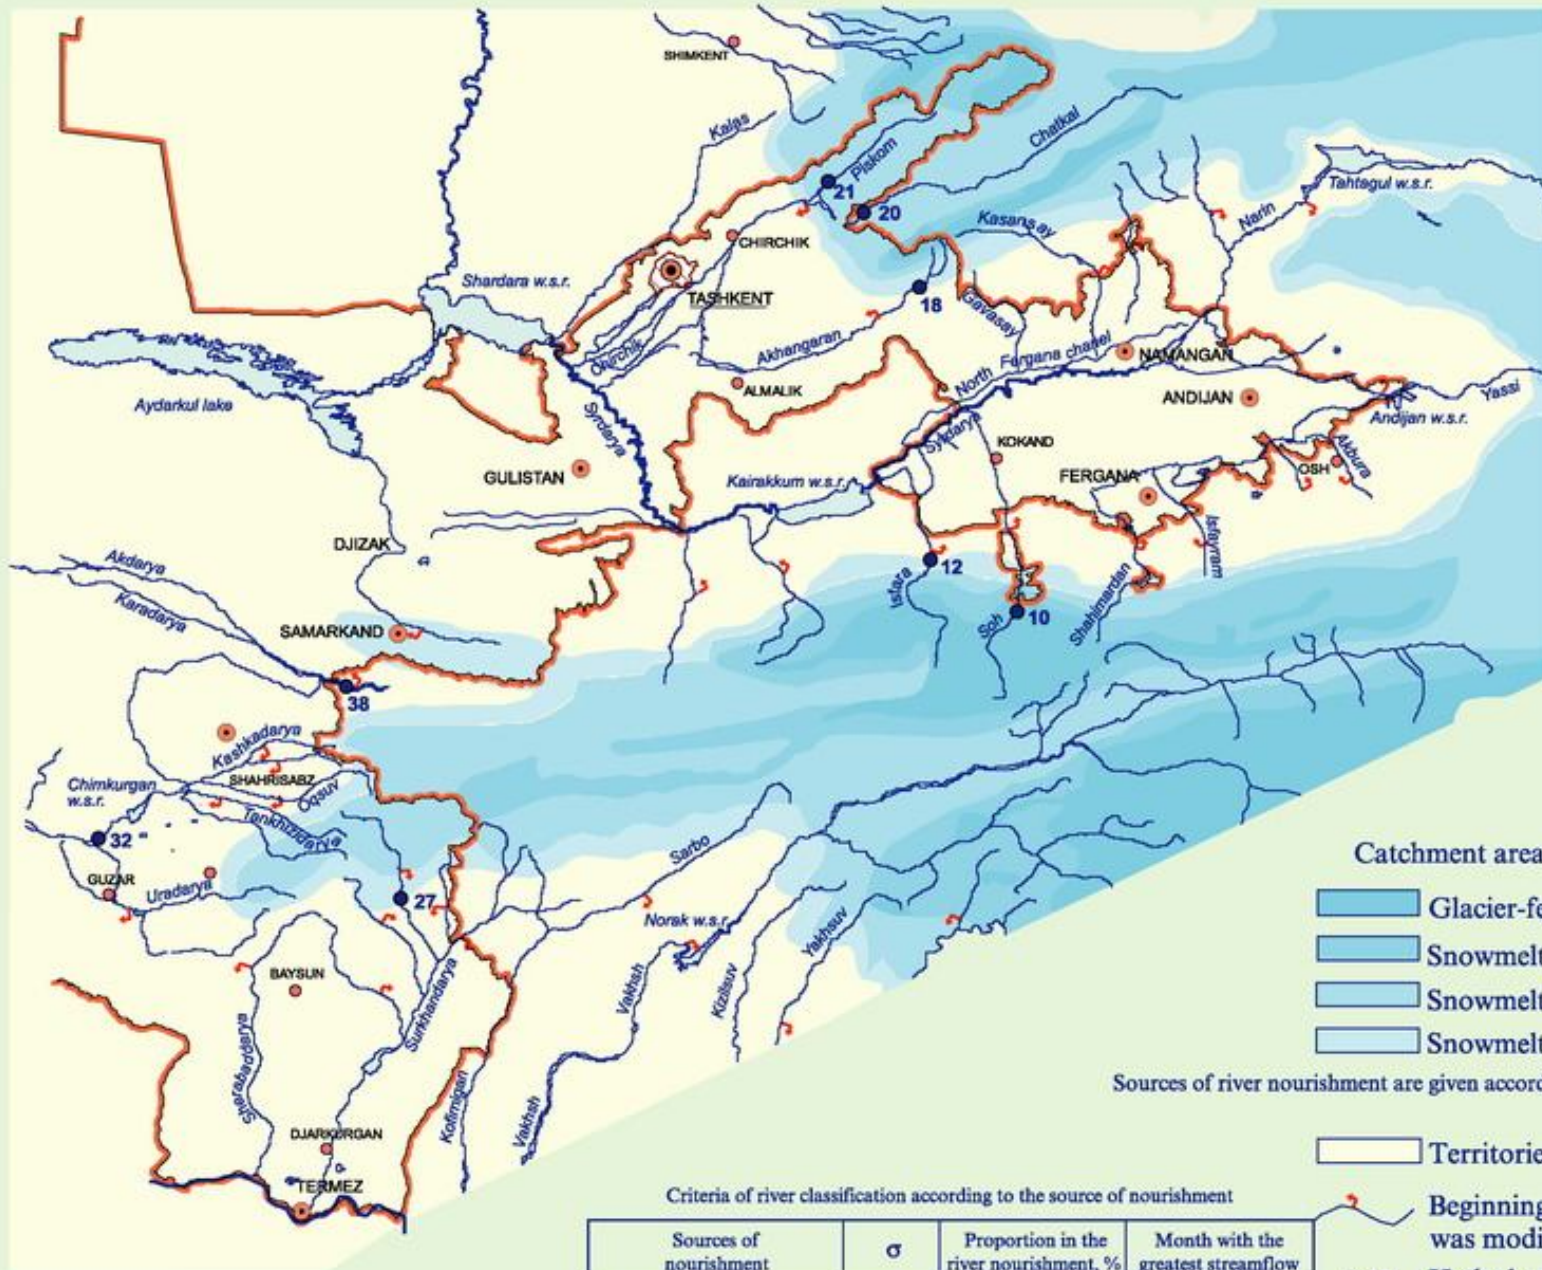 SHIMKENT
Kalas
Piskom
Chatkal
21
20
Tahtagul w.s.r.
Narin
Kasansay
CHIRCHIK
Shardara w.s.r.
TASHKENT
18
Gavasay
Akhangaran
Chirchik
North Fergana chanel
NAMANGAN
ALMALIK
Aydarkul lake
ANDIJAN
Yassi
Andijan w.s.r.
Syrdarya
Syrdarya
KOKAND
Akbura
GULISTAN
Kairakkum w.s.r.
FERGANA
OSH
Isfayram
DJIZAK
Akdarya
12
Isfara
Karadarya
Shahimardan
SAMARKAND
Soh
10
38
Kashkadarya
SHAHRISABZ
Chimkurgan
w.s.r.
Oqsuv
Tankhizidarya
32
Sarbo
GUZAR
Uradarya
27
Norak w.s.r.
Yakhsuv
BAYSUN
Vakhsh
Kizilsuv
Surkhandarya
Sherabaddarya
Kofirnigan
Vakhsh
DJARKURGAN
TERMEZ
Catchment area
Glacier-fe
Snowmelt
Snowmelt
Snowmelt
Sources of river nourishment are given accord
Territorie
Beginning
was modi
Criteria of river classification according to the source of nourishment
Sources of
nourishment
σ
Proportion in the
river nourishment, %
Month with the
greatest streamflow